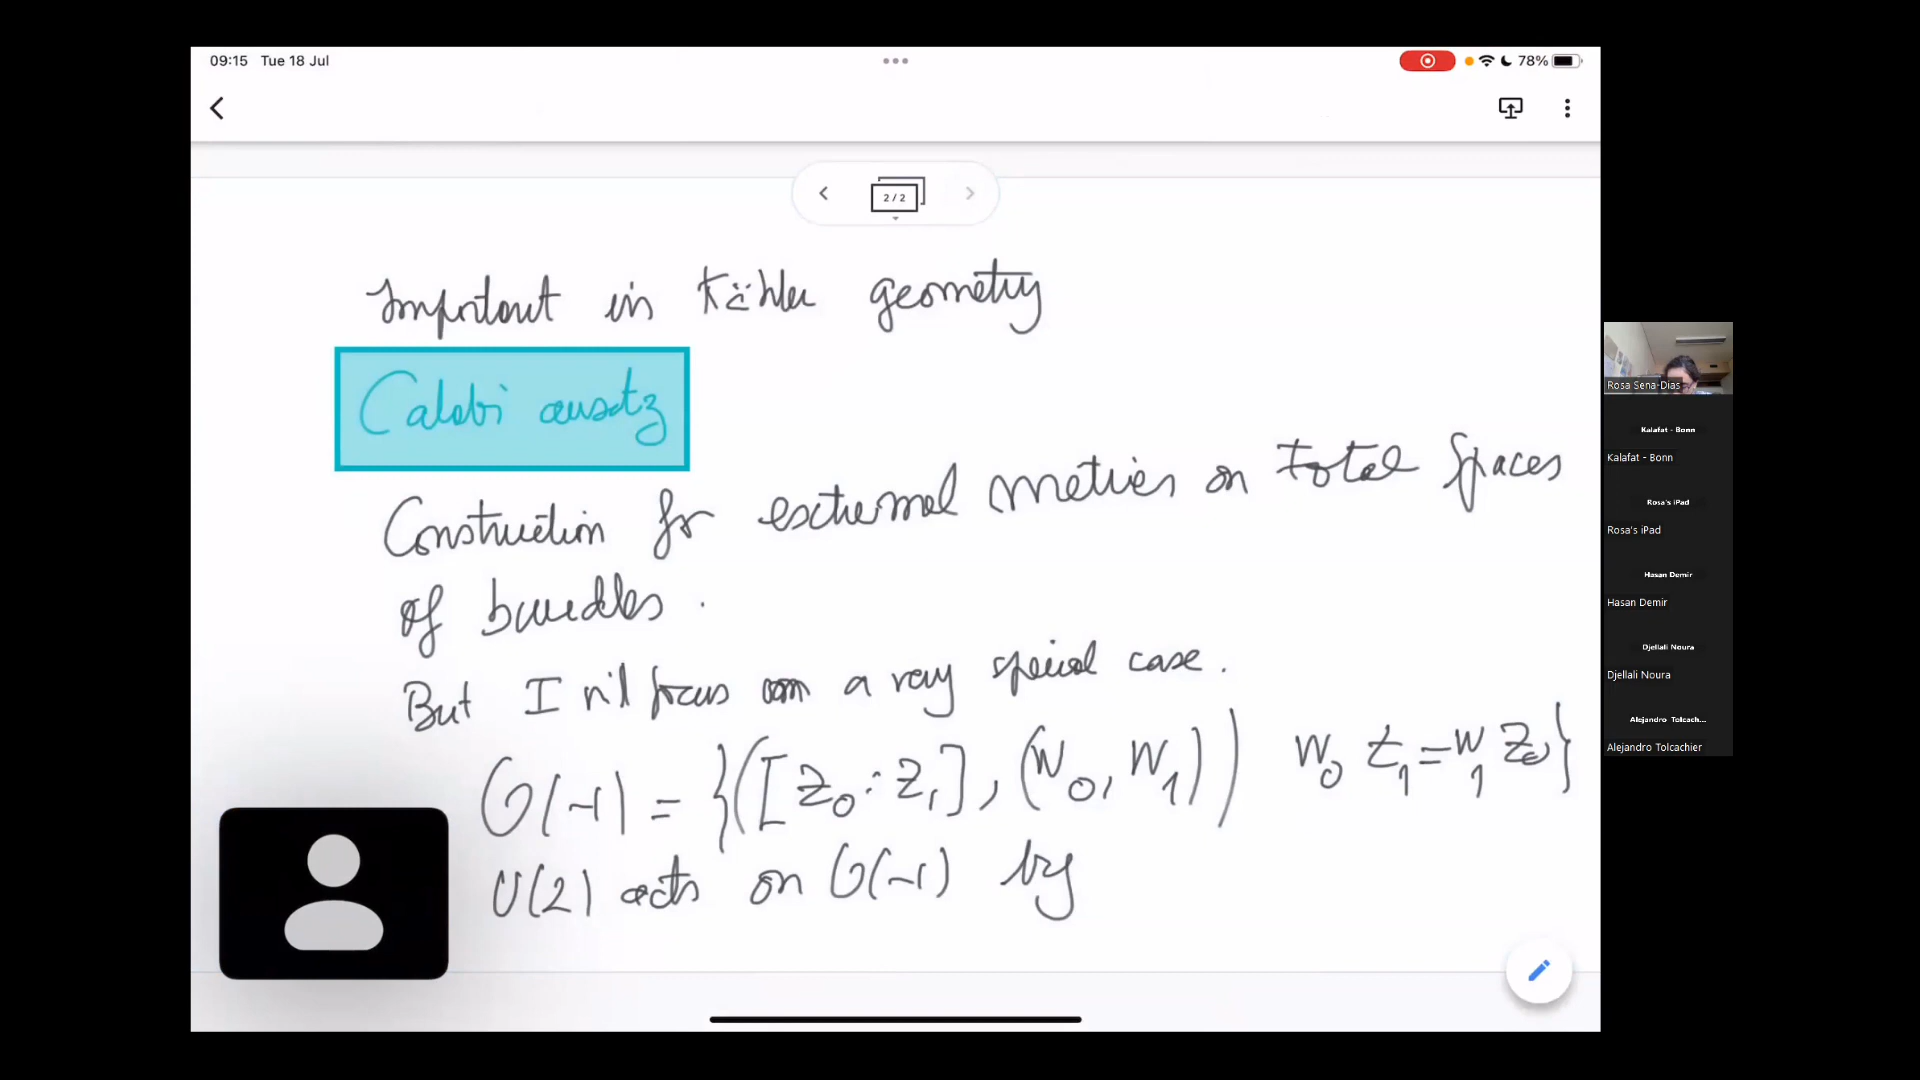 09:15 Tue 18 Jul
78%
2 / 2
Important in Kähler geometry
Calabi ansatz
Construction for extremal metrics on total spaces
of bundles.
But I will focus on a very special case.
O(-1) = {([z₀:z₁], (w₀, w₁)) w₀ z₁ = w₁ z₀}
U(2) acts on O(-1) by
Rosa Sena-Dias
Kalafat - Bonn
Kalafat - Bonn
Rosa's iPad
Rosa's iPad
Hasan Demir
Hasan Demir
Djellali Noura
Djellali Noura
Alejandro Tolcach...
Alejandro Tolcachier